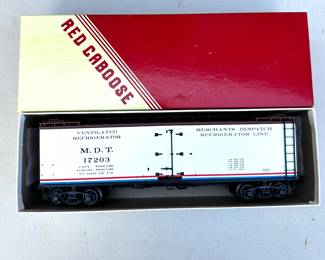 RED CABOOSE
VENTILATED
REFRIGERATOR
M.D.T.
17203
MERCHANTS DESPATCH
REFRIGERATOR LINE